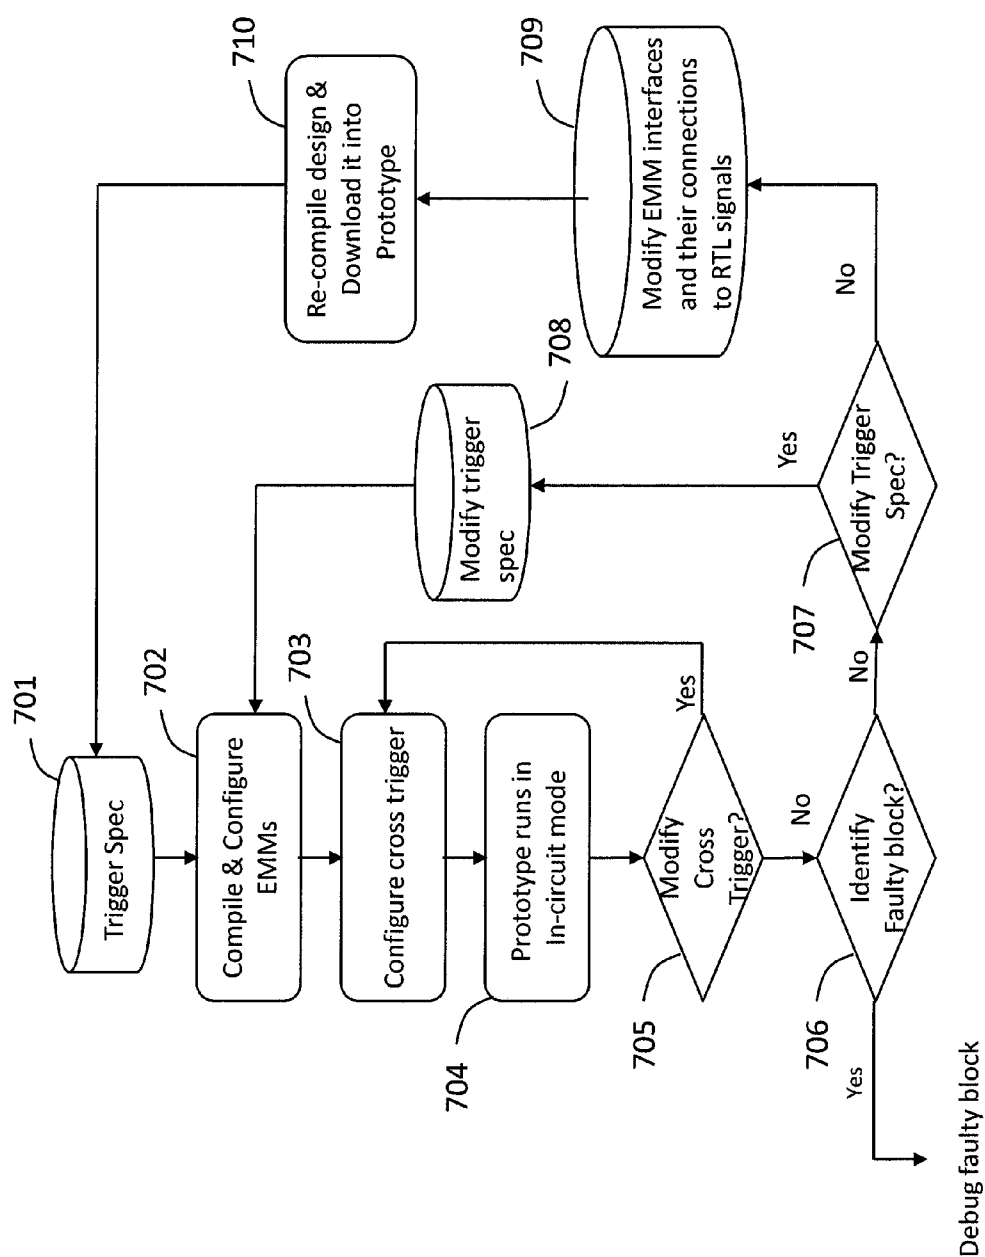 701
Trigger Spec
702
Compile & Configure
EMMs
703
Configure cross trigger
704
Prototype runs in
In-circuit mode
705
Modify
Cross
Trigger?
Yes
No
706
Identify
Faulty block?
Yes
Debug faulty block
No
707
Modify Trigger
Spec?
Yes
708
Modify trigger
spec
No
709
Modify EMM interfaces
and their connections
to RTL signals
710
Re-compile design &
Download it into
Prototype